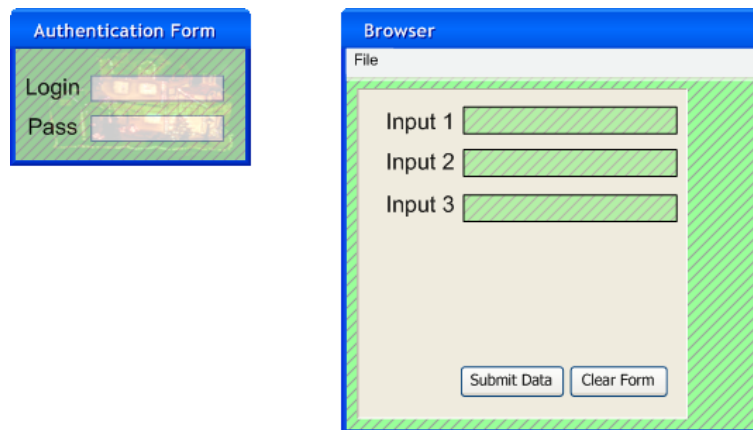 Authentication Form
Login
Pass
Browser
File
Input 1
Input 2
Input 3
Submit Data
Clear Form